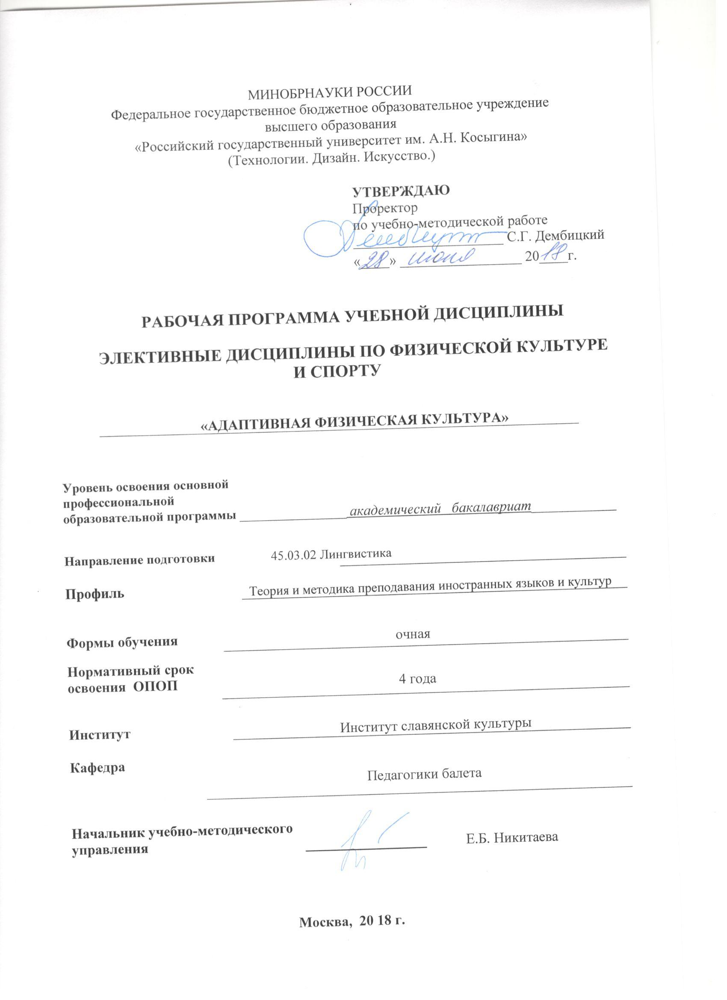 МИНОБРНАУКИ РОССИИ
Федеральное государственное бюджетное образовательное учреждение
высшего образования
«Российский государственный университет им. А.Н. Косыгина»
(Технологии. Дизайн. Искусство.)
УТВЕРЖДАЮ
Проректор
по учебно-методической работе
С.Г. Дембицкий
«28» июня 2018г.
РАБОЧАЯ ПРОГРАММА УЧЕБНОЙ ДИСЦИПЛИНЫ
ЭЛЕКТИВНЫЕ ДИСЦИПЛИНЫ ПО ФИЗИЧЕСКОЙ КУЛЬТУРЕ
И СПОРТУ
«АДАПТИВНАЯ ФИЗИЧЕСКАЯ КУЛЬТУРА»
Уровень освоения основной
профессиональной
образовательной программы академический бакалавриат
Направление подготовки 45.03.02 Лингвистика
Профиль Теория и методика преподавания иностранных языков и культур
Формы обучения очная
Нормативный срок
освоения ОПОП 4 года
Институт Институт славянской культуры
Кафедра Педагогики балета
Начальник учебно-методического
управления Е.Б. Никитаева
Москва, 20 18 г.